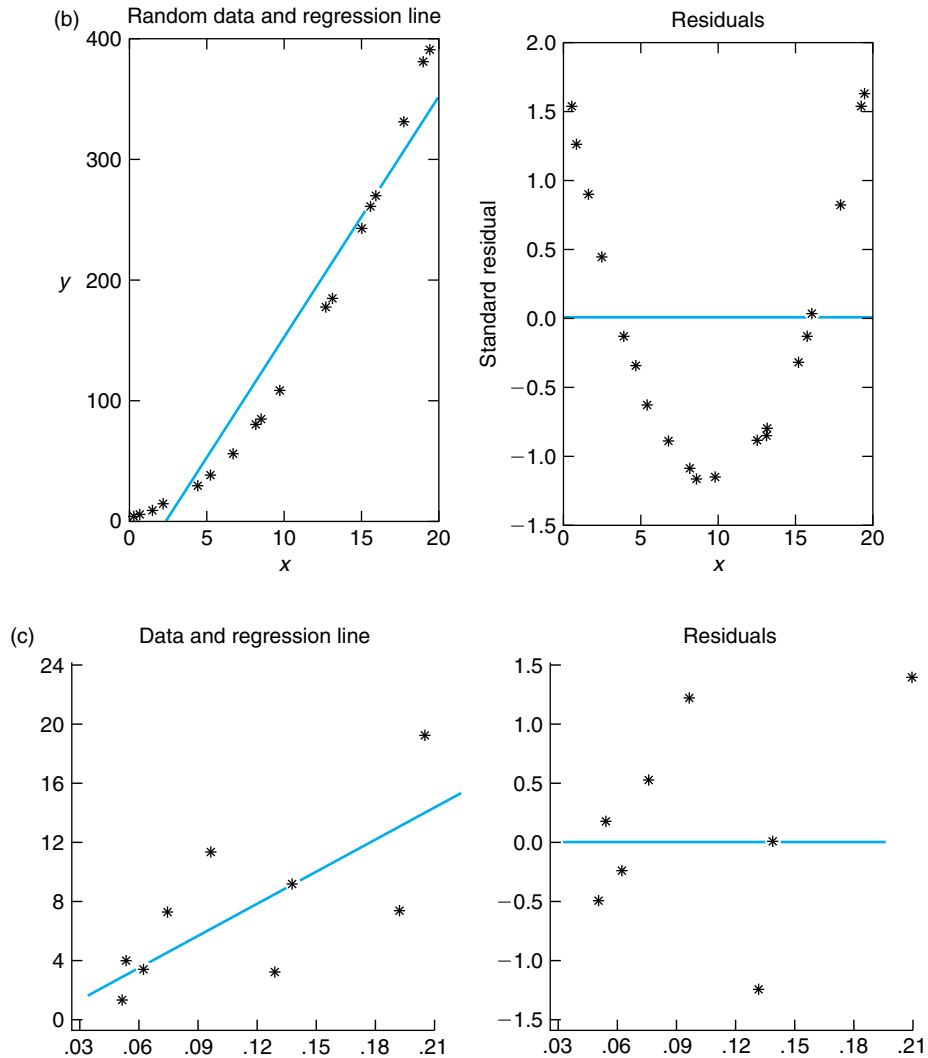 (b)
Random data and regression line
400
300
200
100
0
y
0 5 10 15 20
x
Residuals
2.0
1.5
1.0
0.5
0.0
−0.5
−1.0
−1.5
Standard residual
0 5 10 15 20
x
(c)
Data and regression line
24
20
16
12
8
4
0
.03 .06 .09 .12 .15 .18 .21
Residuals
1.5
1.0
0.5
0.0
−0.5
−1.0
−1.5
.03 .06 .09 .12 .15 .18 .21